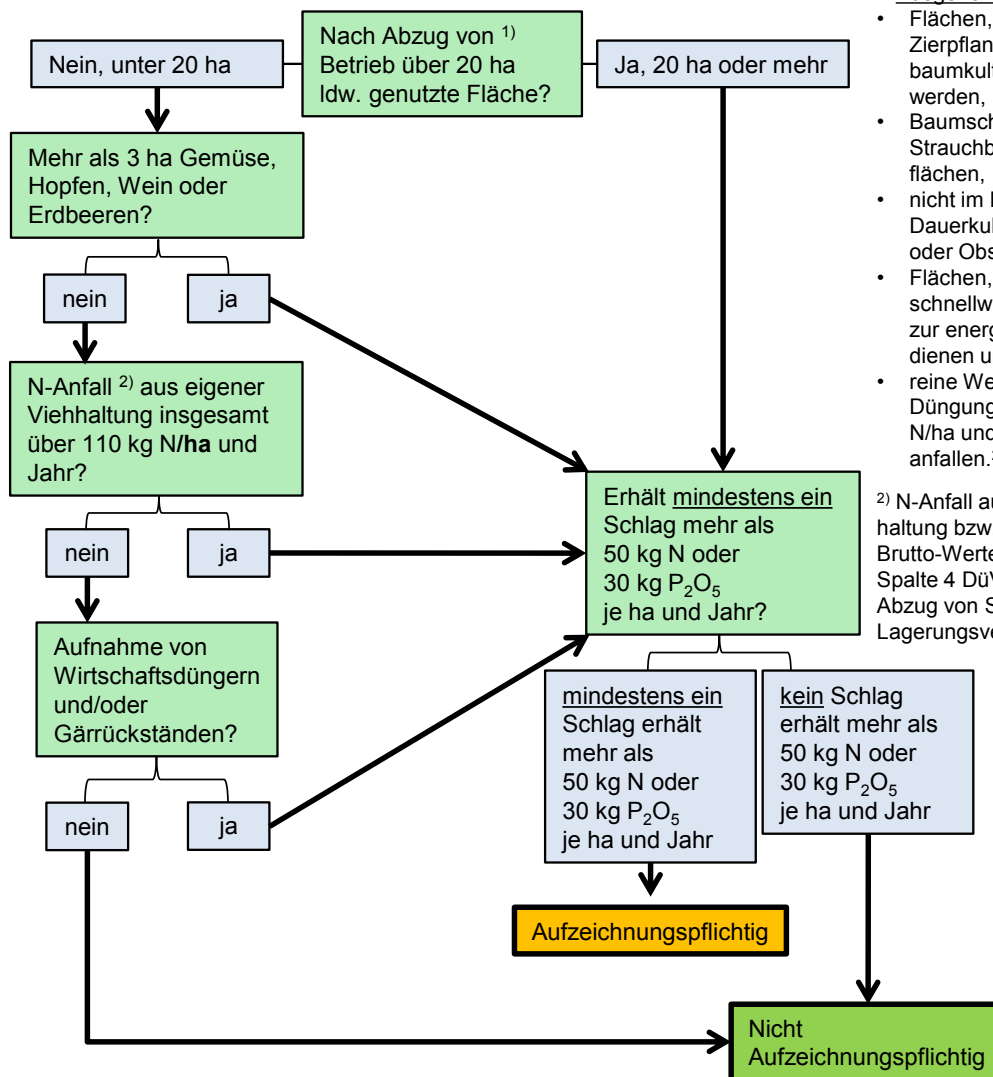 Nach Abzug von 1)
Betrieb über 20 ha
ldw. genutzte Fläche?
Nein, unter 20 ha
Ja, 20 ha oder mehr
Mehr als 3 ha Gemüse,
Hopfen, Wein oder
Erdbeeren?
nein
ja
N-Anfall 2) aus eigener
Viehhaltung insgesamt
über 110 kg N/ha und
Jahr?
nein
ja
Aufnahme von
Wirtschaftsdüngern
und/oder
Gärrückständen?
nein
ja
Erhält mindestens ein
Schlag mehr als
50 kg N oder
30 kg P2O5
je ha und Jahr?
mindestens ein
Schlag erhält
mehr als
50 kg N oder
30 kg P2O5
je ha und Jahr
kein Schlag
erhält mehr als
50 kg N oder
30 kg P2O5
je ha und Jahr
Aufzeichnungspflichtig
Nicht
Aufzeichnungspflichtig
• Flächen,
Zierpflan
baumkult
werden,
• Baumsch
Strauchb
flächen,
• nicht im
Dauerkul
oder Obs
• Flächen,
schnellw
zur energ
dienen u
• reine We
Düngung
N/ha und
anfallen.
2) N-Anfall au
haltung bzw
Brutto-Werte
Spalte 4 DüV
Abzug von S
Lagerungsve